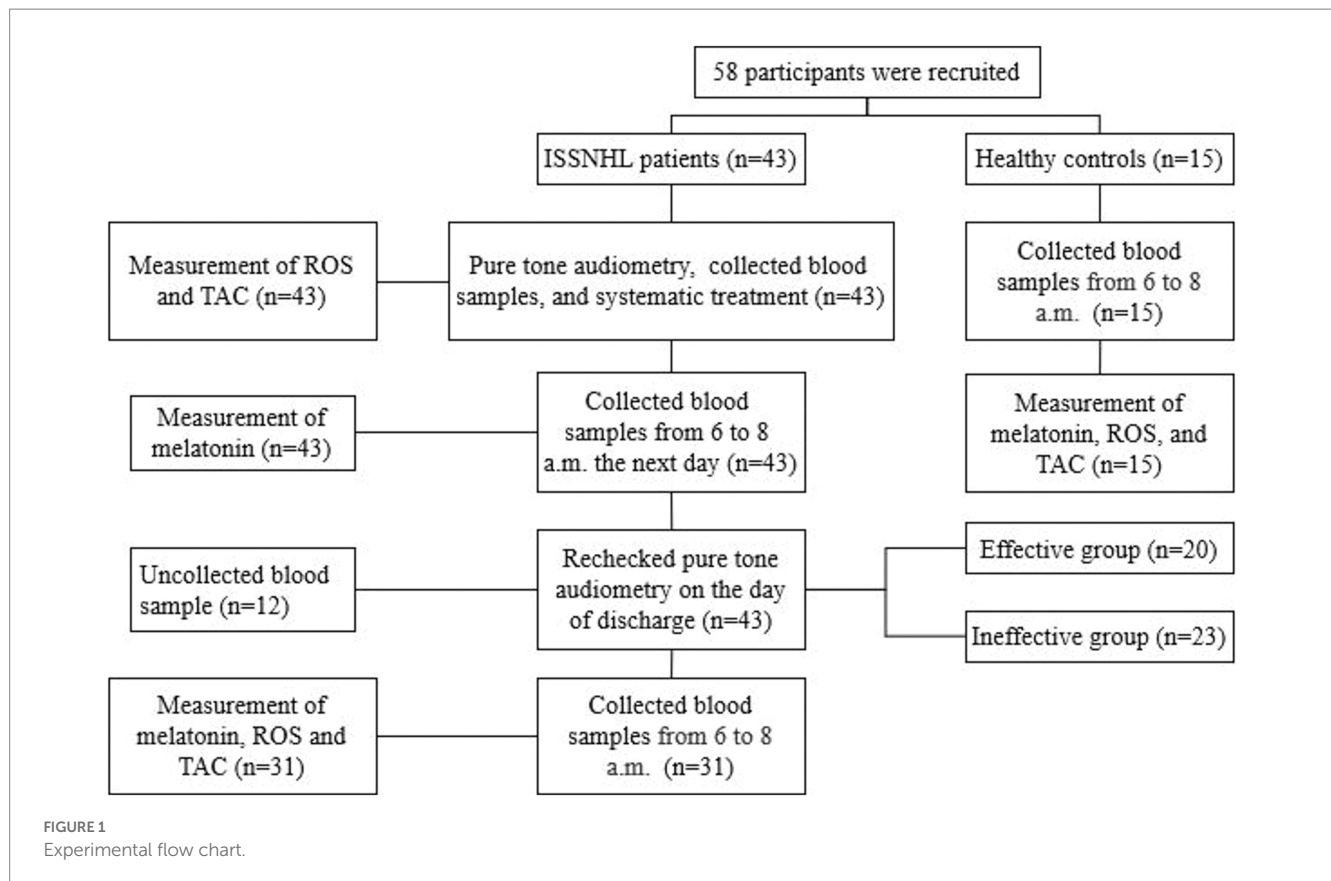 58 participants were recruited
ISSNHL patients (n=43)
Healthy controls (n=15)
Measurement of ROS
and TAC (n=43)
Pure tone audiometry, collected blood
samples, and systematic treatment (n=43)
Collected blood
samples from 6 to 8
a.m. (n=15)
Measurement of
melatonin (n=43)
Collected blood
samples from 6 to 8
a.m. the next day (n=43)
Measurement of
melatonin, ROS, and
TAC (n=15)
Uncollected blood
sample (n=12)
Rechecked pure tone
audiometry on the day
of discharge (n=43)
Effective group (n=20)
Ineffective group (n=23)
Measurement of
melatonin, ROS and
TAC (n=31)
Collected blood
samples from 6 to 8
a.m. (n=31)
FIGURE 1
Experimental flow chart.